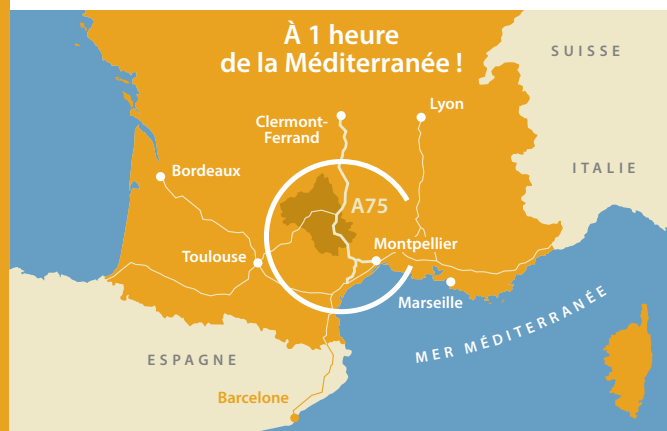 À 1 heure
de la Méditerranée !
SUISSE
Clermont-
Ferrand
Lyon
Bordeaux
ITALIE
A75
Toulouse
Montpellier
Marseille
MER MÉDITERRANÉE
ESPAGNE
Barcelone